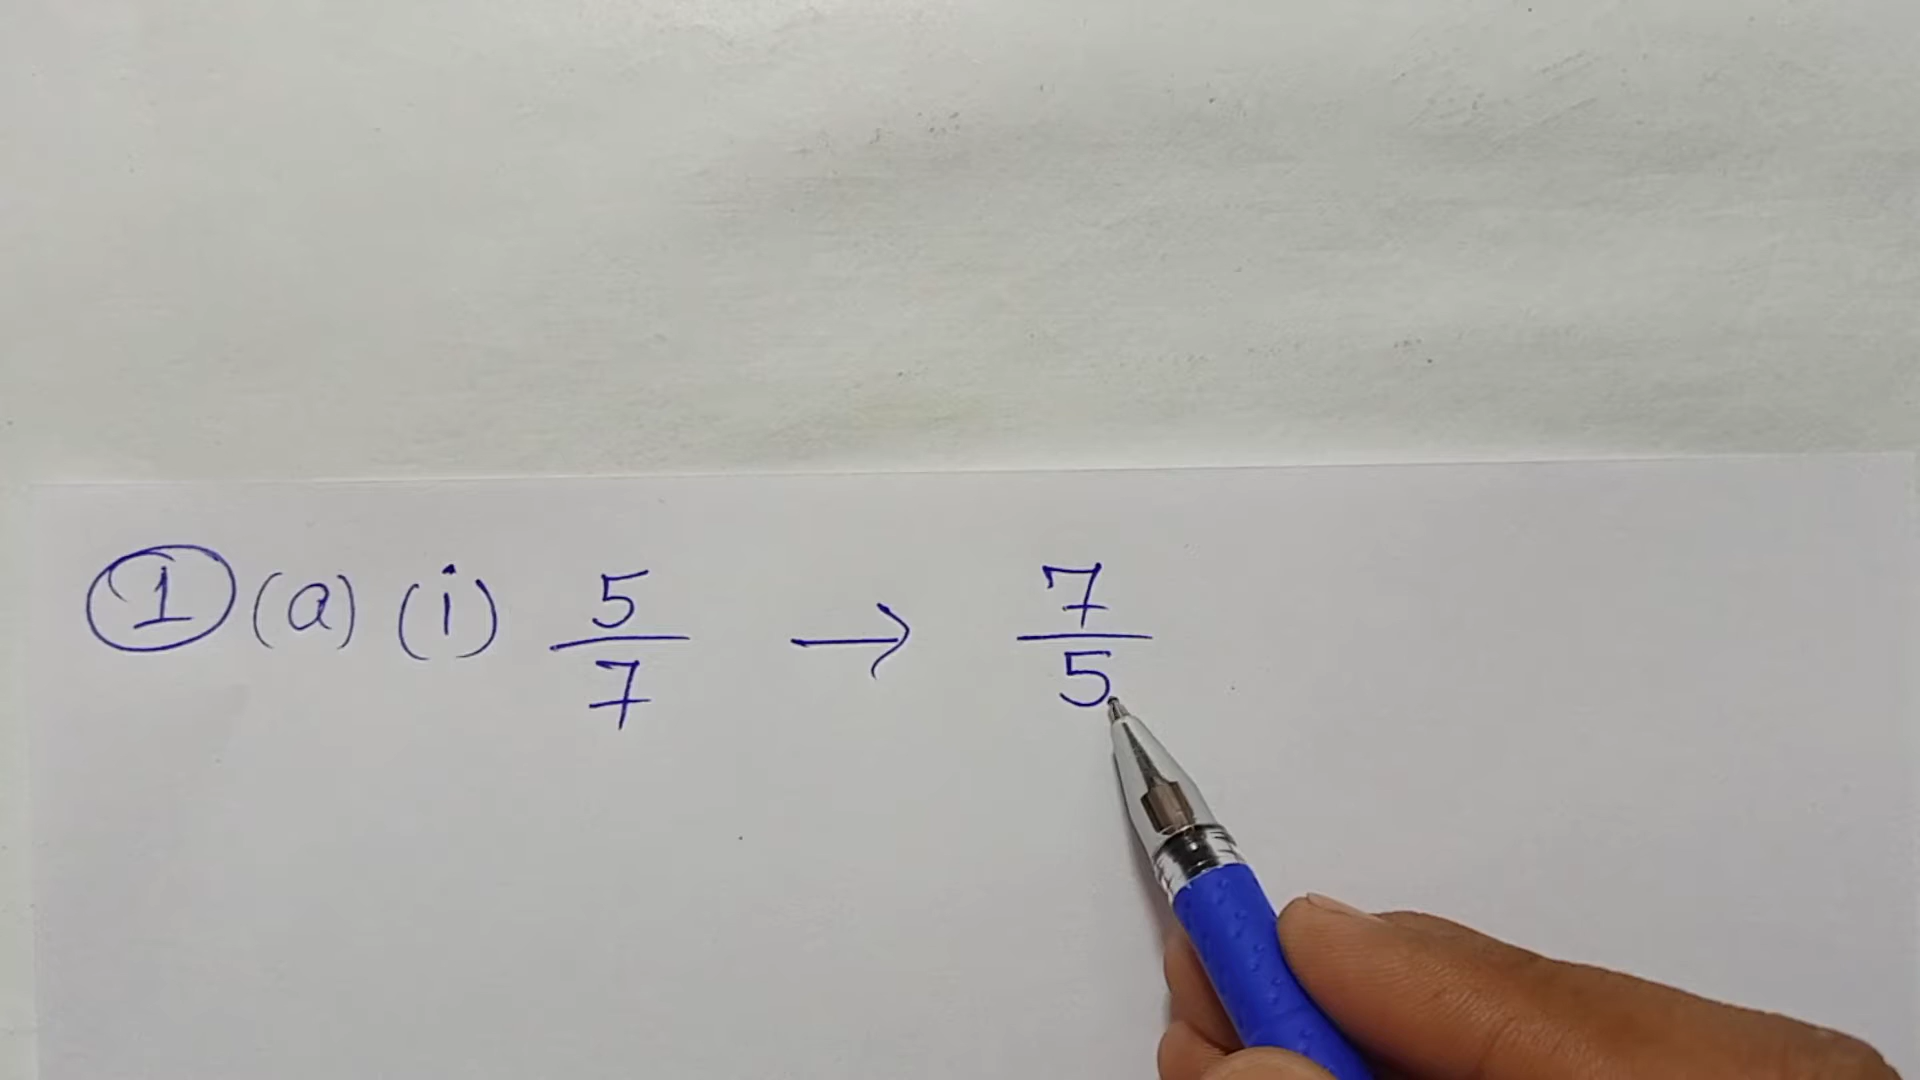 ① (a) (i) 5/7 → 7/5